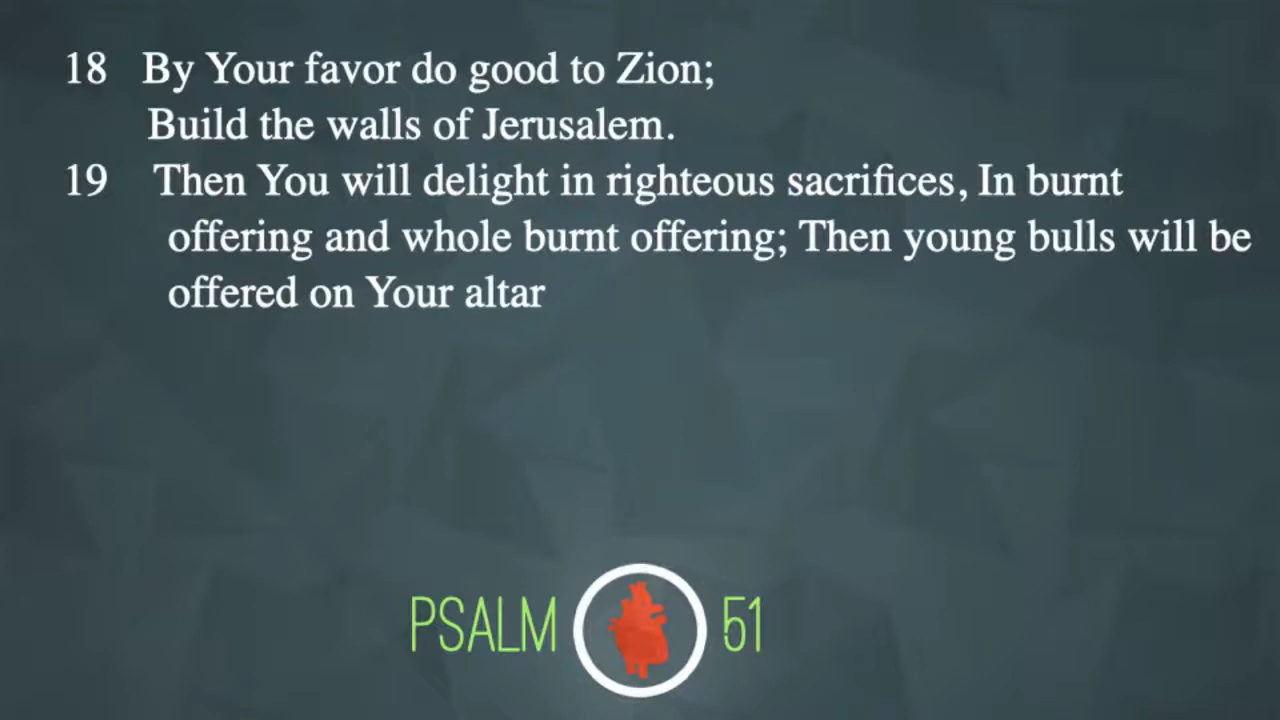 18 By Your favor do good to Zion;
Build the walls of Jerusalem.
19 Then You will delight in righteous sacrifices, In burnt
offering and whole burnt offering; Then young bulls will be
offered on Your altar
PSALM 51